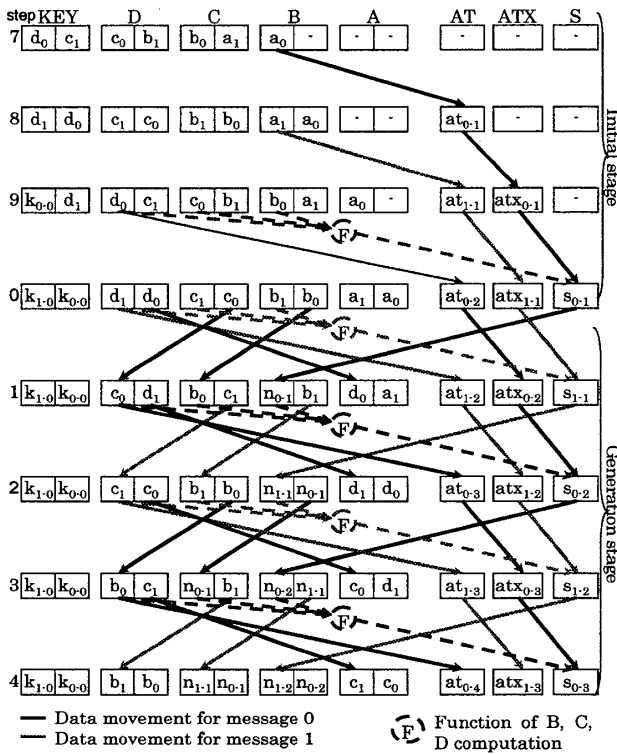 step KEY D C B A AT ATX S
7 d0 c1 c0 b1 b0 a1 a0 - - - - - -
8 d1 d0 c1 c0 b1 b0 a1 a0 - - at0-1 - -
9 k0-0 d1 d0 c1 c0 b1 b0 a1 a0 - at1-1 atx0-1 -
F
0 k1-0 k0-0 d1 d0 c1 c0 b1 b0 a1 a0 at0-2 atx1-1 s0-1
F
1 k1-0 k0-0 c0 d1 b0 c1 n0-1 b1 d0 a1 at1-2 atx0-2 s1-1
F
2 k1-0 k0-0 c1 c0 b1 b0 n1-1 n0-1 d1 d0 at0-3 atx1-2 s0-2
F
3 k1-0 k0-0 b0 c1 n0-1 b1 n0-2 n1-1 c0 d1 at1-3 atx0-3 s1-2
F
4 k1-0 k0-0 b1 b0 n1-1 n0-1 n1-2 n0-2 c1 c0 at0-4 atx1-3 s0-3
Initial stage
Generation stage
Data movement for message 0
Data movement for message 1
F Function of B, C,
D computation